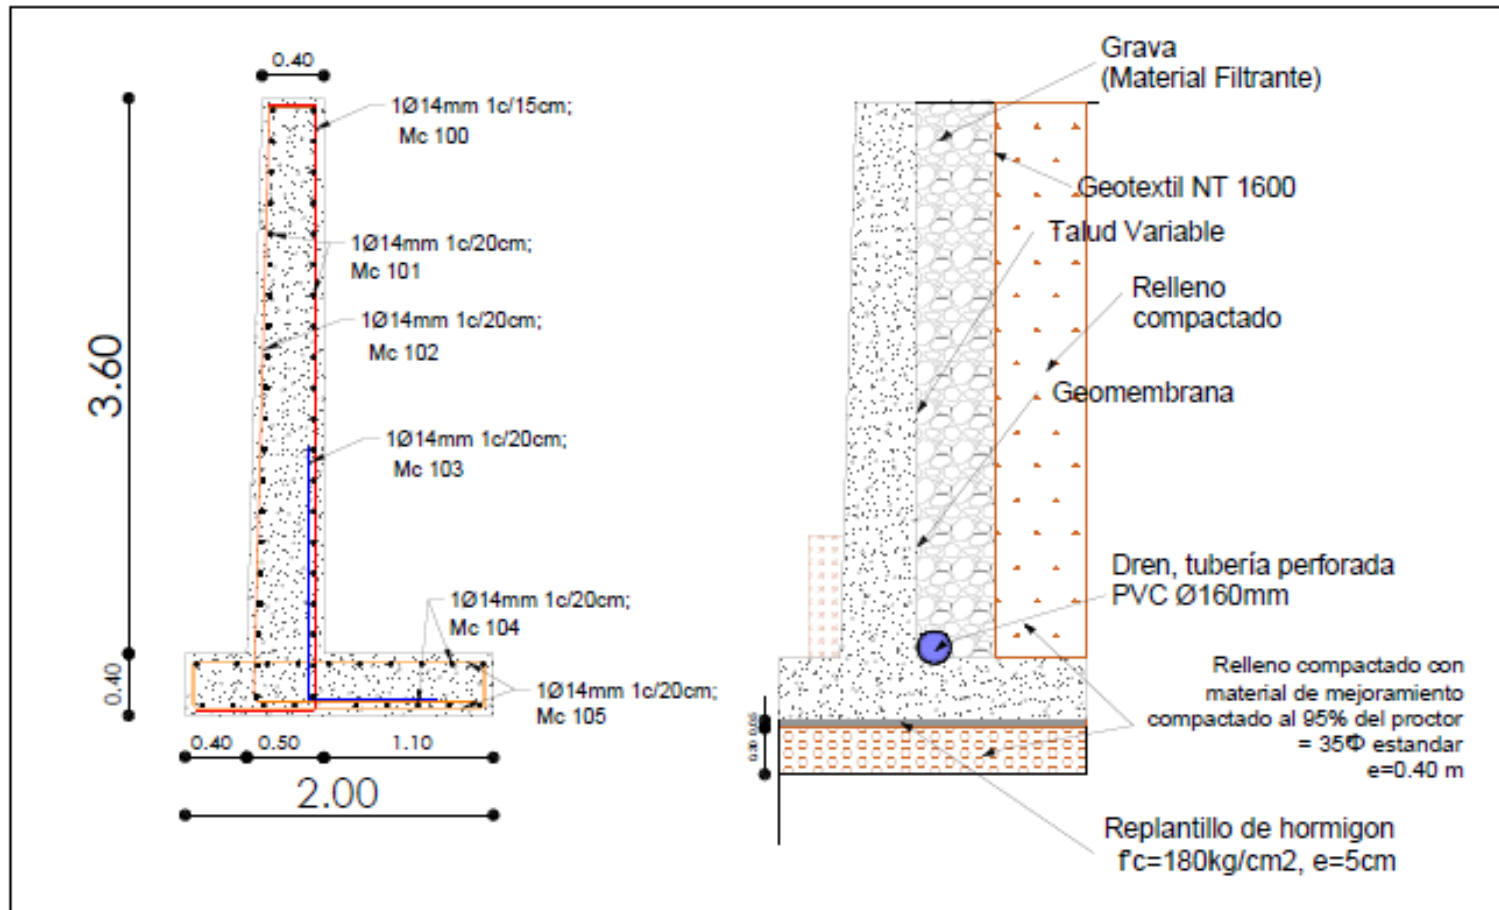 0.40
1Ø14mm 1c/15cm;
Mc 100
1Ø14mm 1c/20cm;
Mc 101
1Ø14mm 1c/20cm;
Mc 102
3.60
1Ø14mm 1c/20cm;
Mc 103
1Ø14mm 1c/20cm;
Mc 104
0.40
1Ø14mm 1c/20cm;
Mc 105
0.40 0.50 1.10
2.00
Grava
(Material Filtrante)
Geotextil NT 1600
Talud Variable
Relleno
compactado
Geomembrana
Dren, tubería perforada
PVC Ø160mm
Relleno compactado con
material de mejoramiento
compactado al 95% del proctor
= 35Φ estandar
e=0.40 m
Replantillo de hormigon
f'c=180kg/cm2, e=5cm